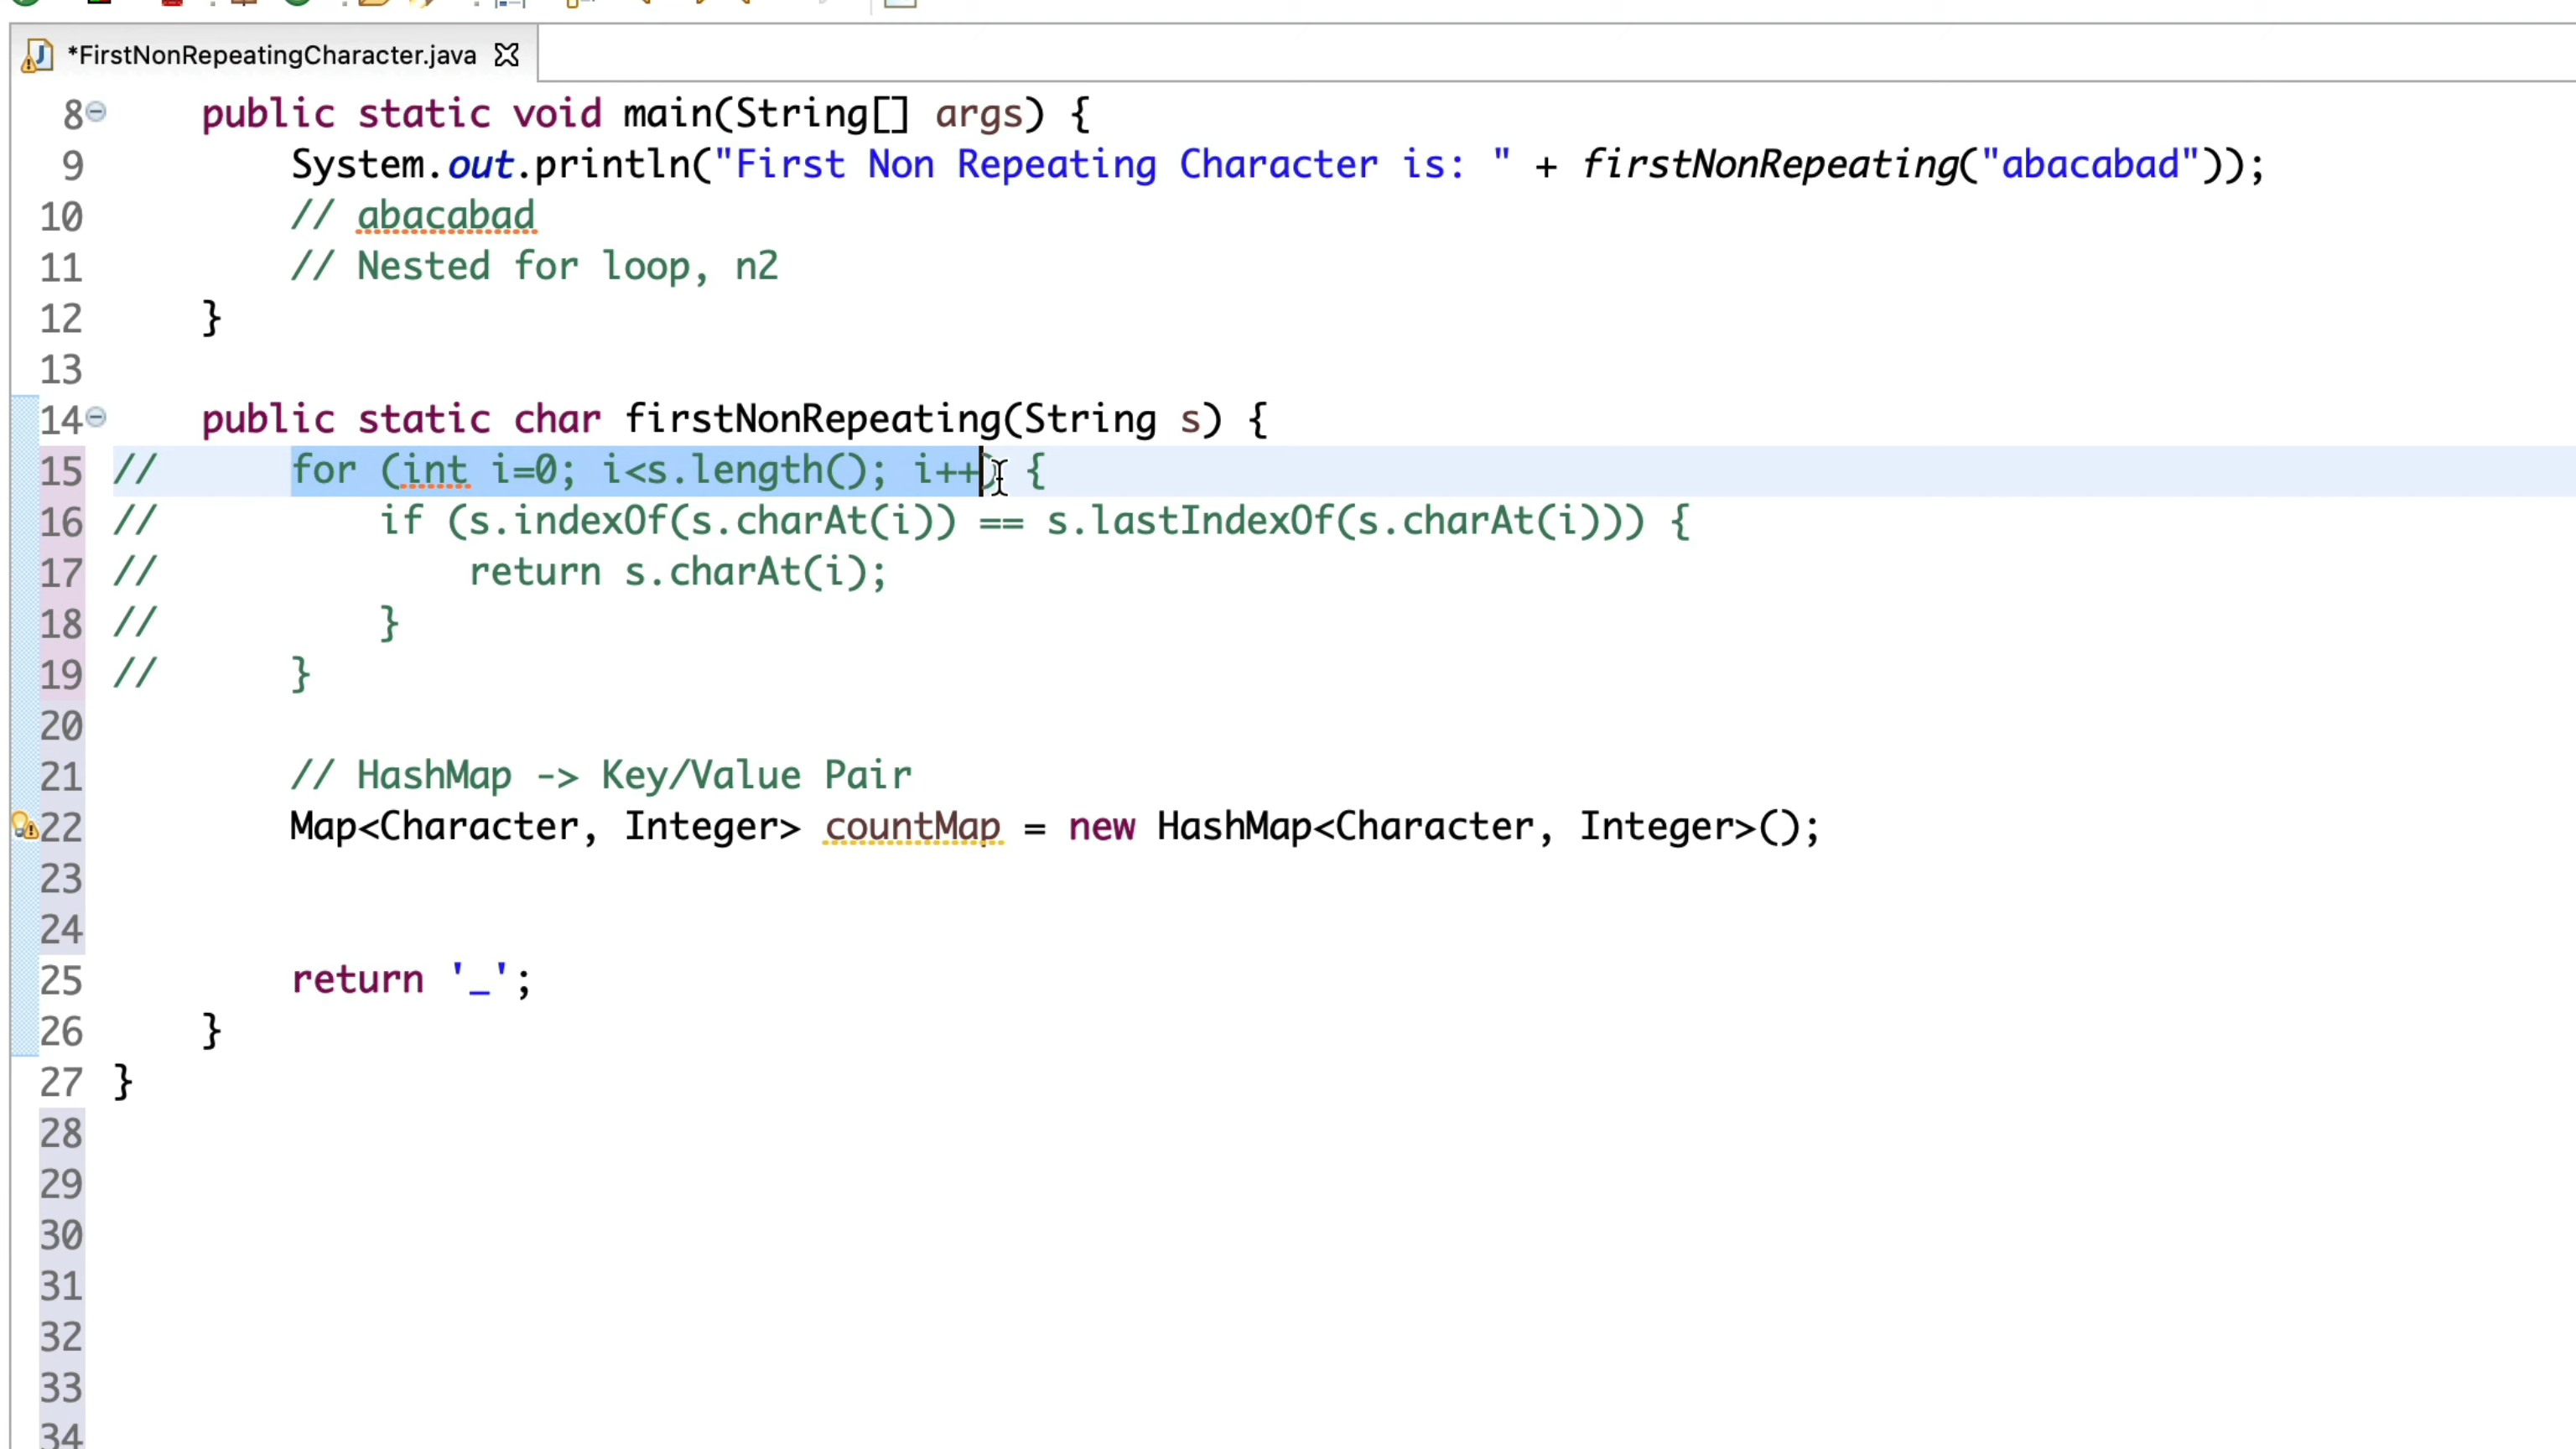 *FirstNonRepeatingCharacter.java
8 public static void main(String[] args) {
9 System.out.println("First Non Repeating Character is: " + firstNonRepeating("abacabad"));
10 // abacabad
11 // Nested for loop, n2
12 }
13
14 public static char firstNonRepeating(String s) {
15 // for (int i=0; i<s.length(); i++) {
16 // if (s.indexOf(s.charAt(i)) == s.lastIndexOf(s.charAt(i))) {
17 // return s.charAt(i);
18 // }
19 // }
20
21 // HashMap -> Key/Value Pair
22 Map<Character, Integer> countMap = new HashMap<Character, Integer>();
23
24
25 return '_';
26 }
27 }
28
29
30
31
32
33
34